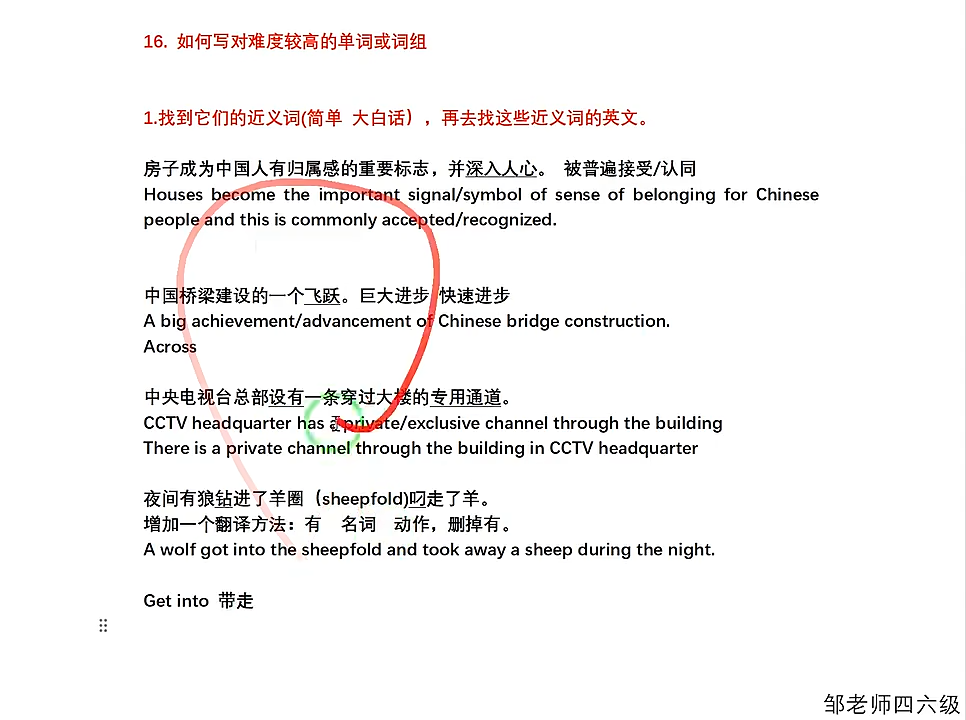 16. 如何写对难度较高的单词或词组
1.找到它们的近义词(简单 大白话），再去找这些近义词的英文。
房子成为中国人有归属感的重要标志，并深入人心。 被普遍接受/认同
Houses become the important signal/symbol of sense of belonging for Chinese
people and this is commonly accepted/recognized.
中国桥梁建设的一个飞跃。巨大进步 快速进步
A big achievement/advancement of Chinese bridge construction.
Across
中央电视台总部设有一条穿过大楼的专用通道。
CCTV headquarter has a private/exclusive channel through the building
There is a private channel through the building in CCTV headquarter
夜间有狼钻进了羊圈（sheepfold)叼走了羊。
增加一个翻译方法：有 名词 动作，删掉有。
A wolf got into the sheepfold and took away a sheep during the night.
Get into 带走
邹老师四六级